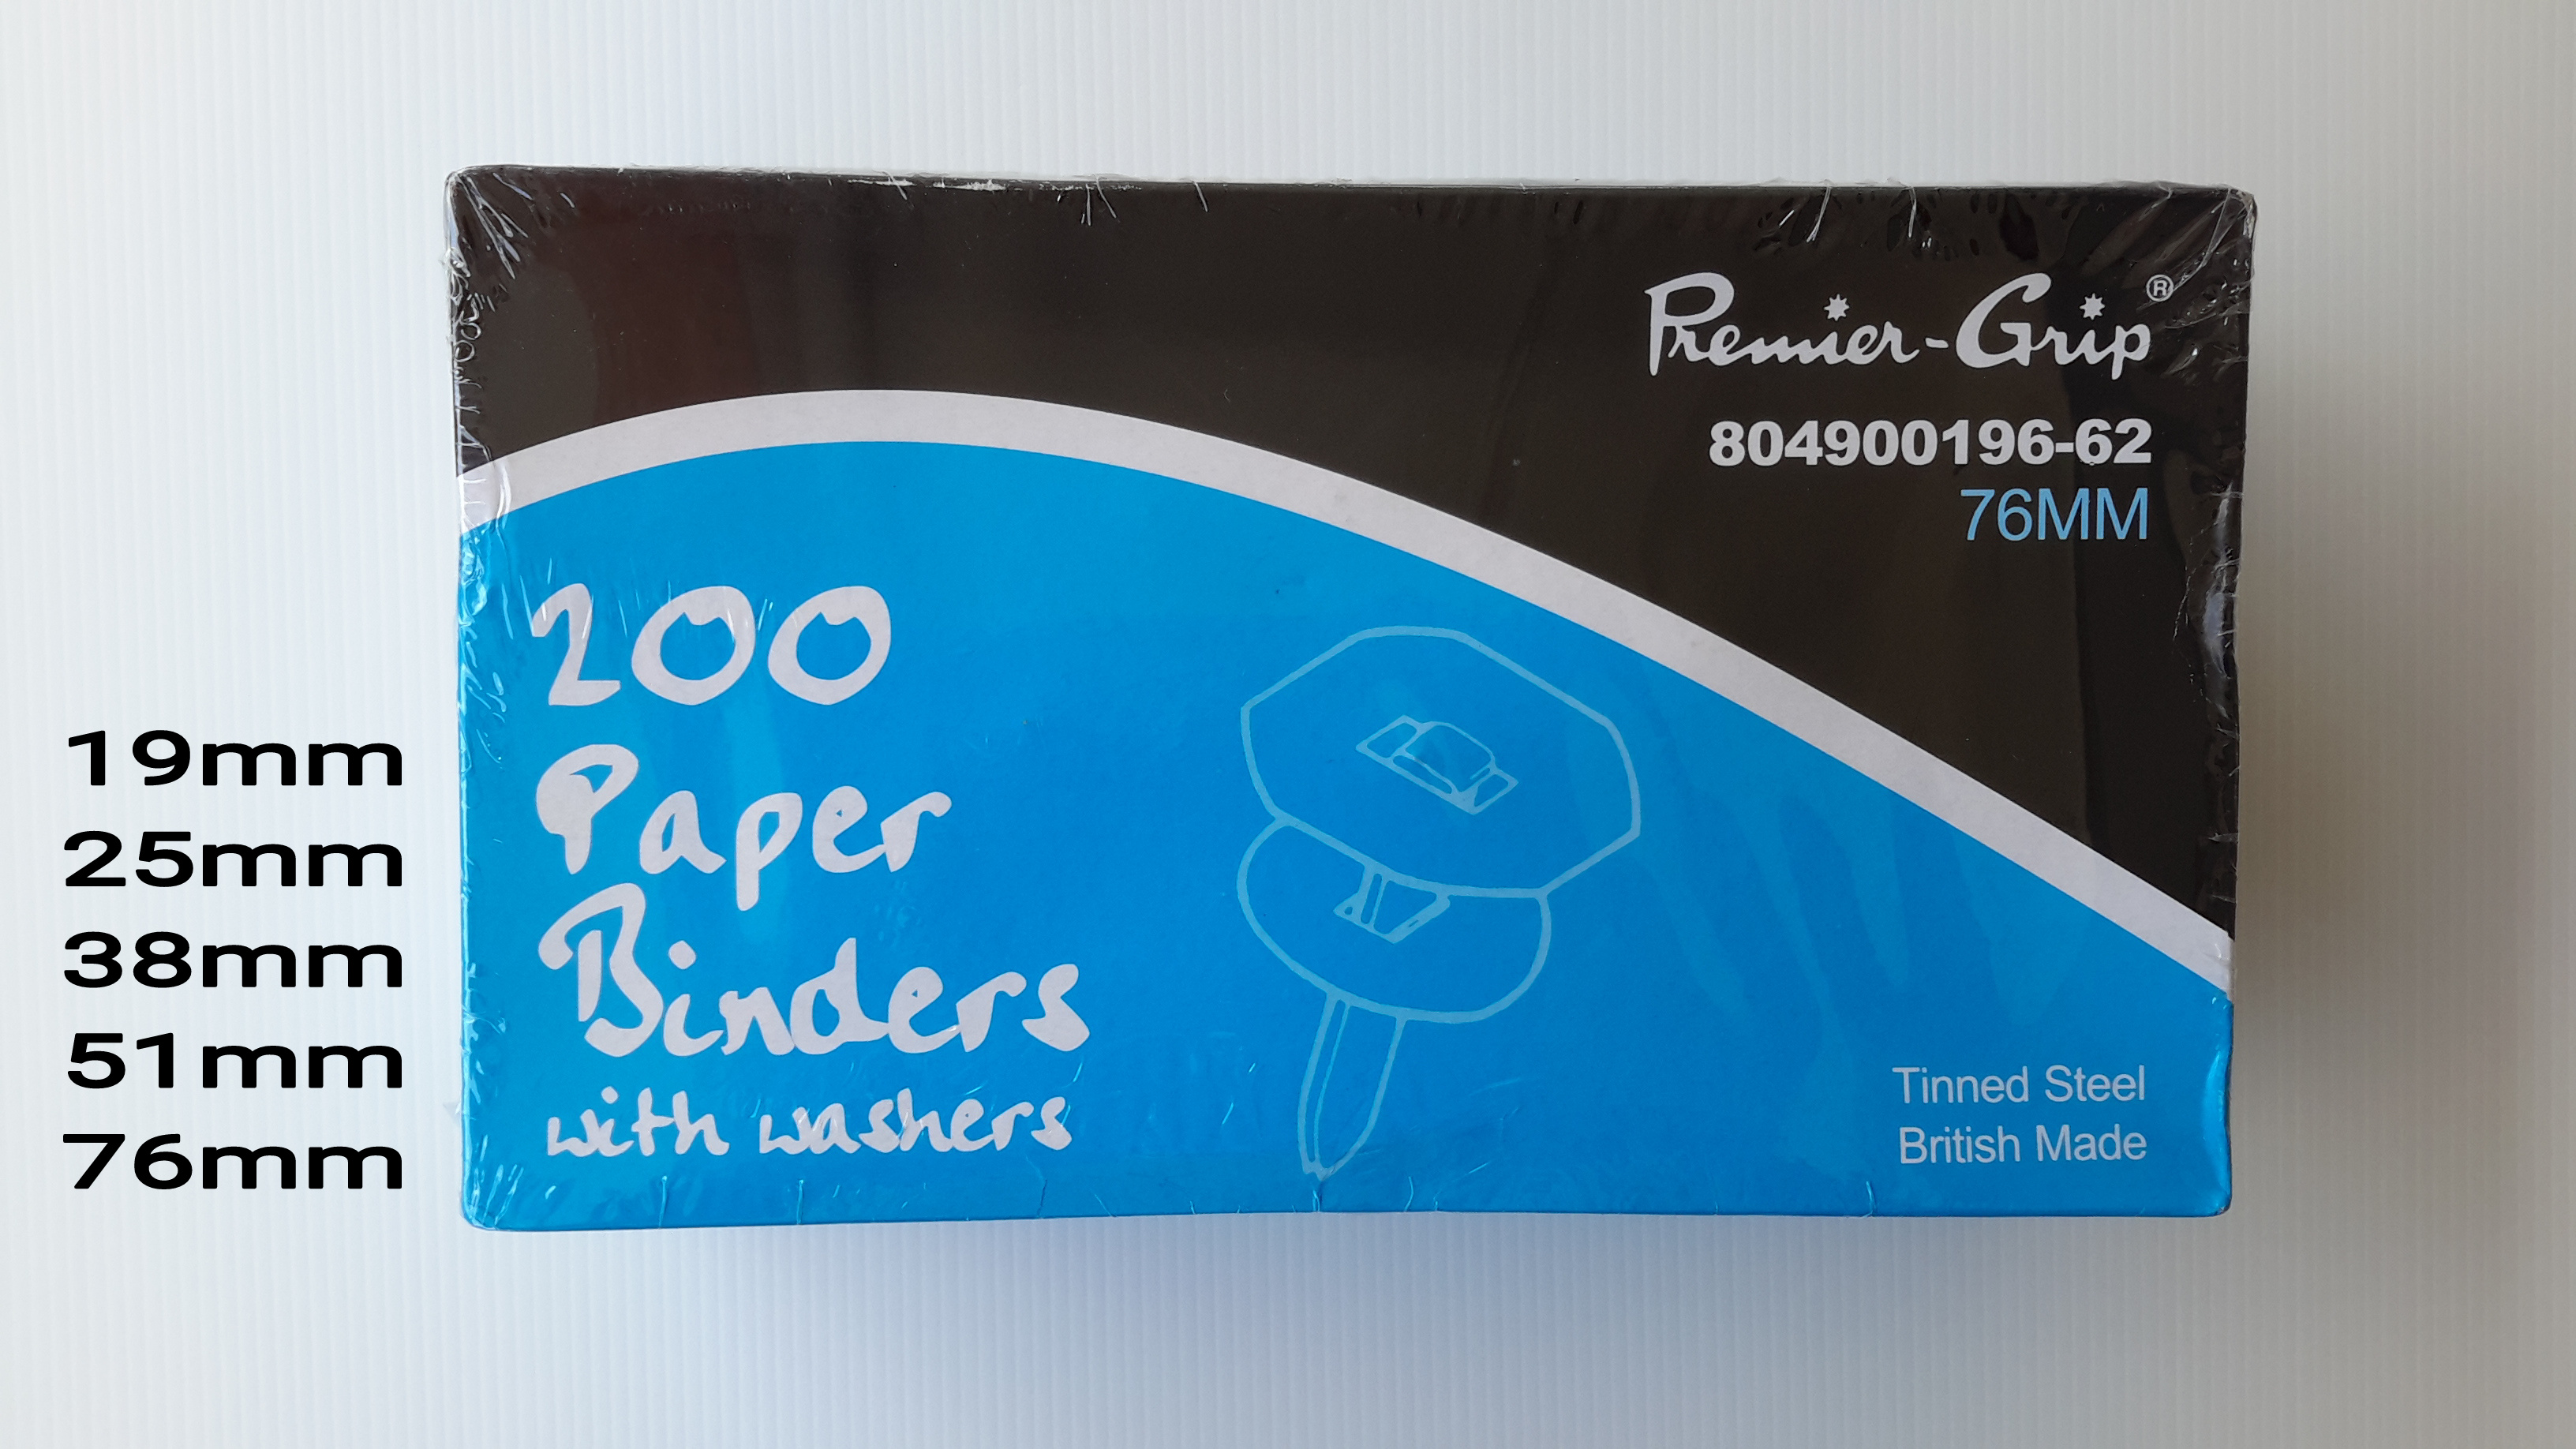 Premier-Grip®
804900196-62
76MM
200
Paper
Binders
with washers
19mm
25mm
38mm
51mm
76mm
Tinned Steel
British Made